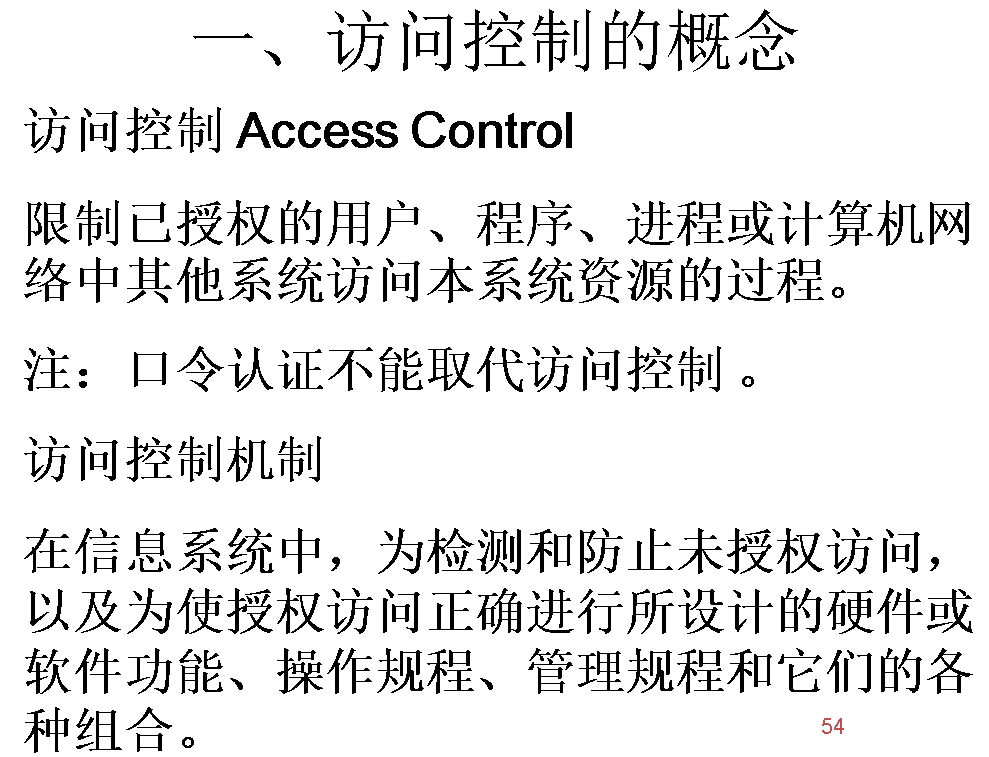 一、访问控制的概念
访问控制 Access Control
限制已授权的用户、程序、进程或计算机网
络中其他系统访问本系统资源的过程。
注：口令认证不能取代访问控制 。
访问控制机制
在信息系统中，为检测和防止未授权访问，
以及为使授权访问正确进行所设计的硬件或
软件功能、操作规程、管理规程和它们的各
种组合。
54